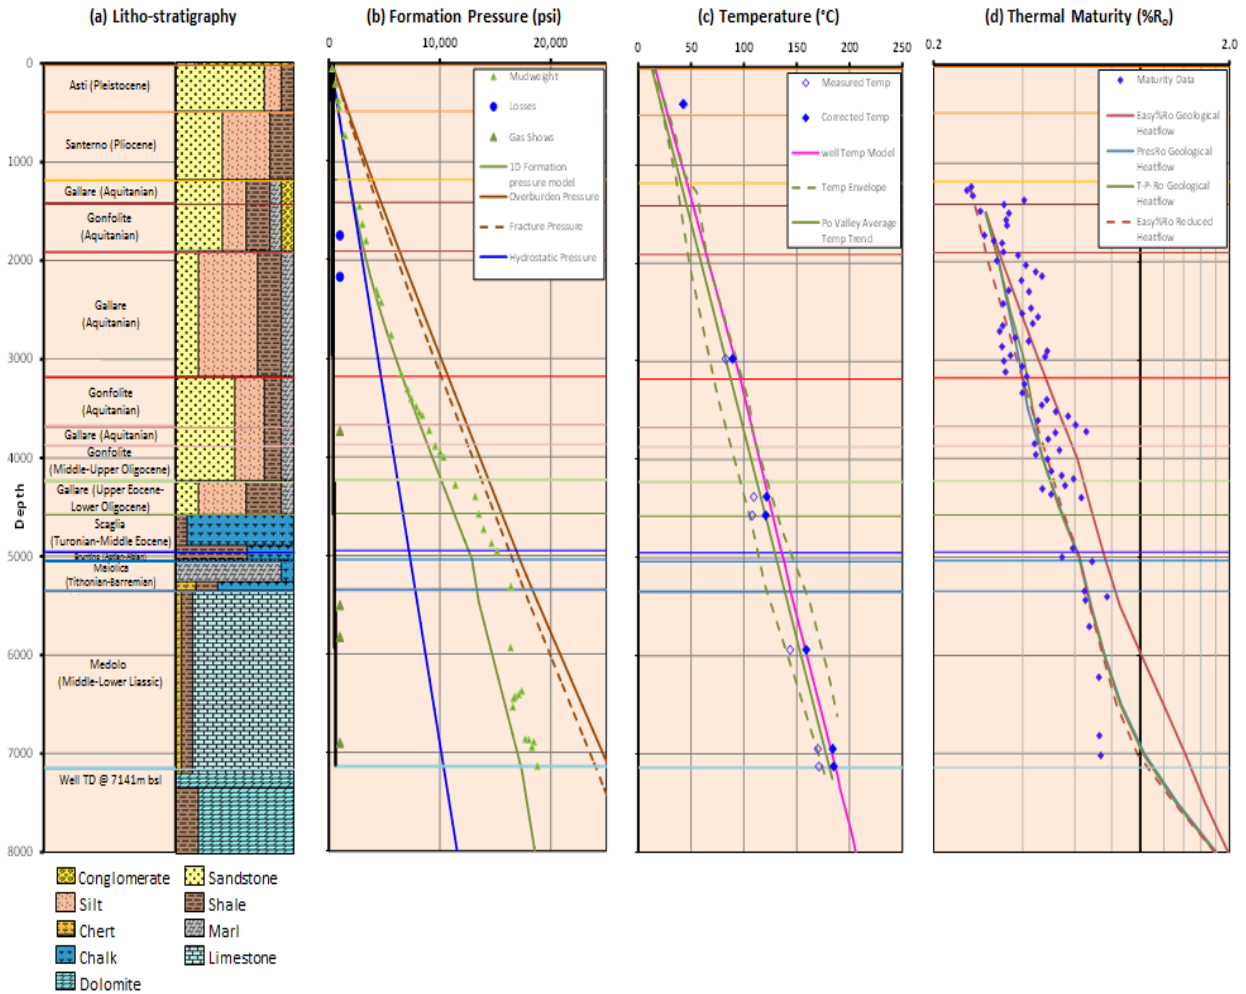 (a) Litho-stratigraphy
(b) Formation Pressure (psi)
(c) Temperature (°C)
(d) Thermal Maturity (%Ro)
0
10,000
20,000
0
50
100
150
200
250
0.2
2.0
Depth
0
1000
2000
3000
4000
5000
6000
7000
8000
Asti (Pleistocene)
Santerno (Pliocene)
Gallare (Aquitanian)
Gonfolite
(Aquitanian)
Gallare
(Aquitanian)
Gonfolite
(Aquitanian)
Gallare (Aquitanian)
Gonfolite
(Middle-Upper Oligocene)
Gallare (Upper Eocene-
Lower Oligocene)
Scaglia
(Turonian-Middle Eocene)
Maiolica
(Tithonian-Barremian)
Medolo
(Middle-Lower Liassic)
Well TD @ 7141m bsl
Mudweight
Losses
Gas Shows
1D Formation
pressure model
Overburden Pressure
Fracture Pressure
Hydrostatic Pressure
Measured Temp
Corrected Temp
well Temp Model
Temp Envelope
Po Valley Average
Temp Trend
Maturity Data
Easy%Ro Geological
Heatflow
PresRo Geological
Heatflow
T-P-Ro Geological
Heatflow
Easy%Ro Reduced
Heatflow
Conglomerate
Sandstone
Silt
Shale
Chert
Marl
Chalk
Limestone
Dolomite